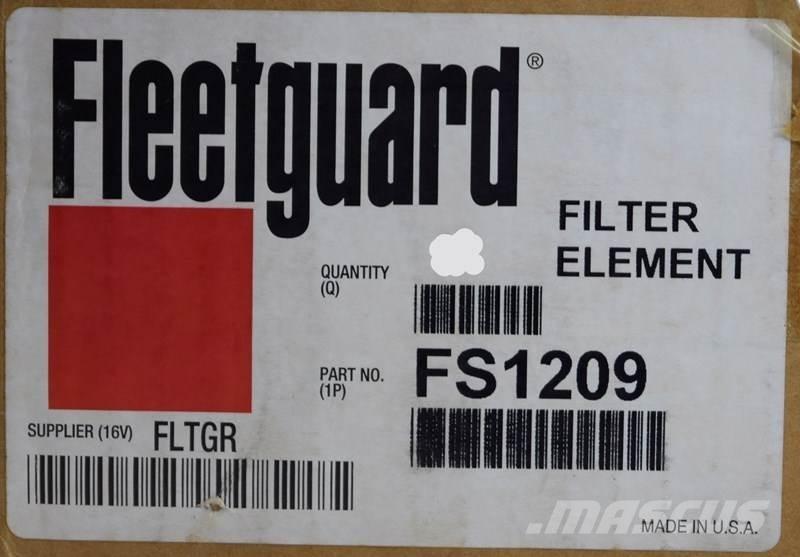 Fleetguard®
FILTER
ELEMENT
QUANTITY
(Q)
PART NO.
(1P)
FS1209
SUPPLIER (16V) FLTGR
MADE IN U.S.A.
MASCUS